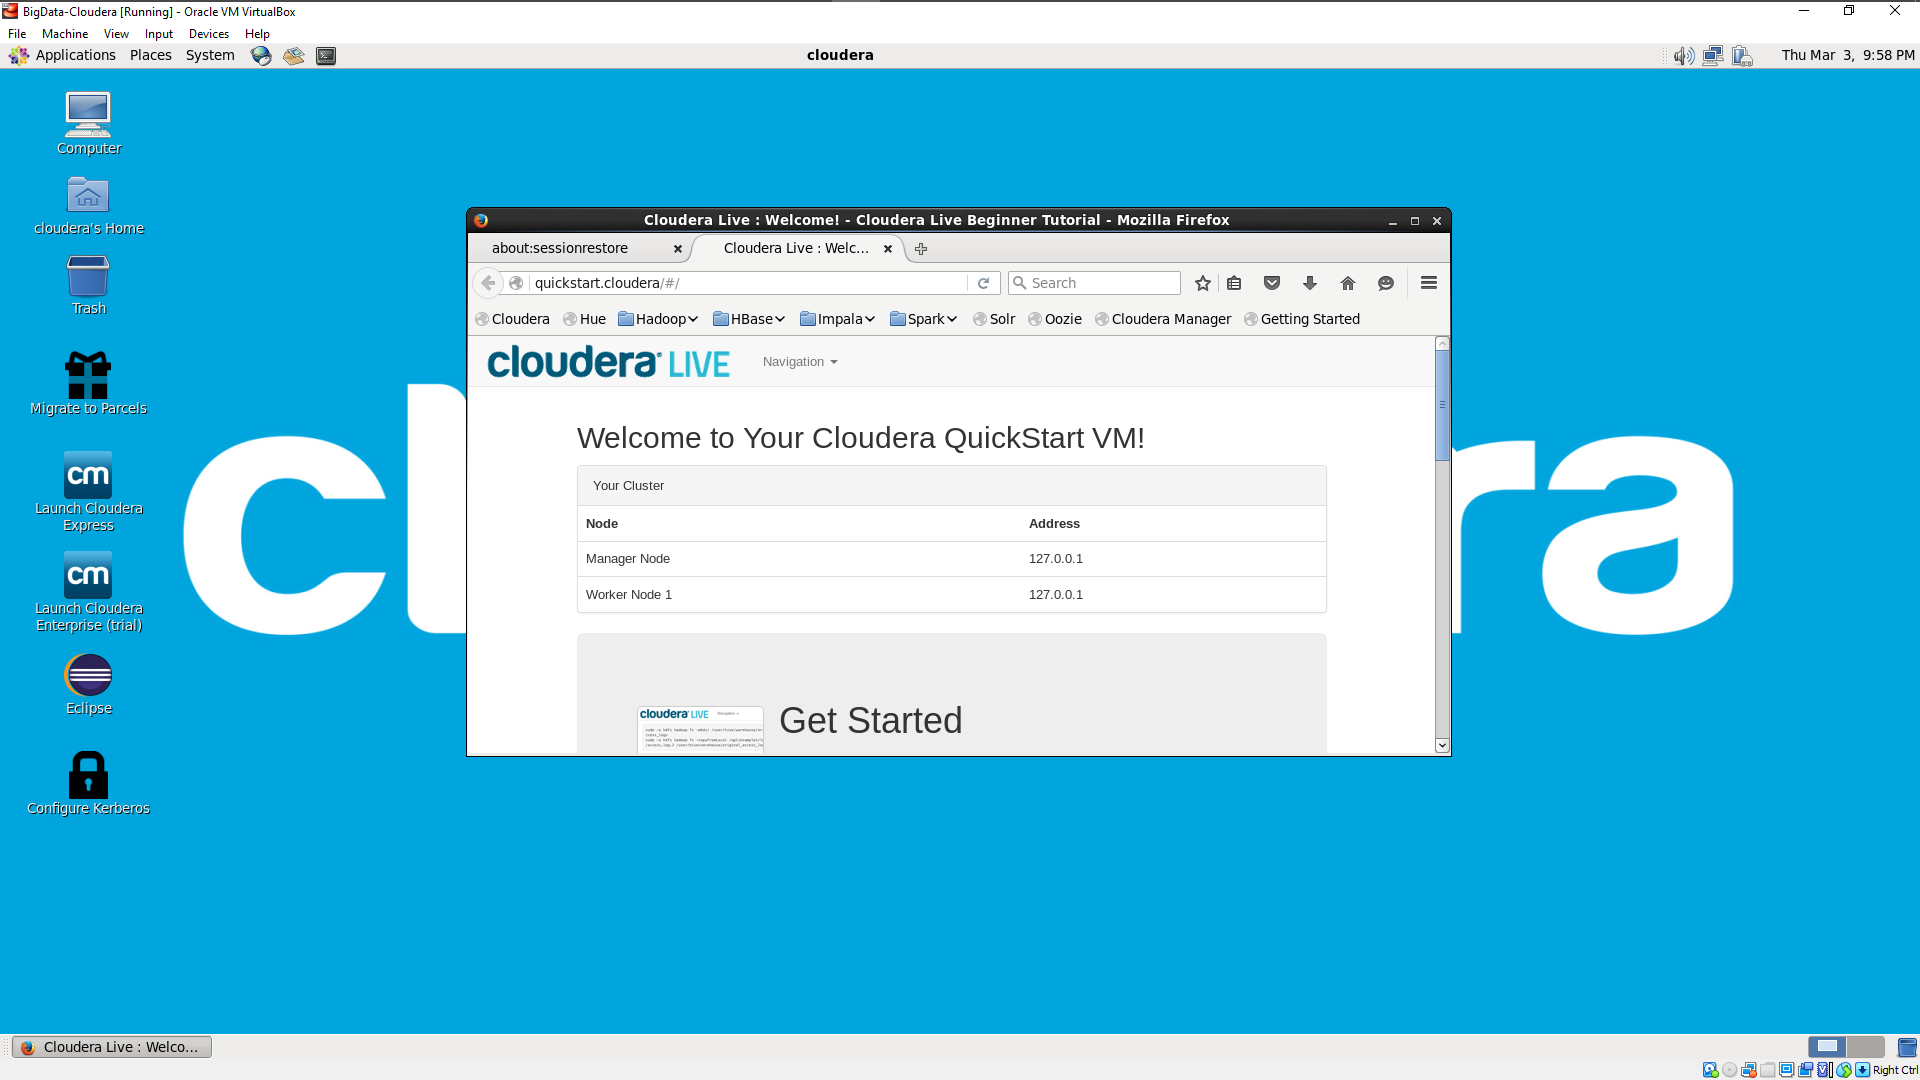 BigData-Cloudera [Running] - Oracle VM VirtualBox
File Machine View Input Devices Help
Applications Places System
cloudera
Thu Mar 3, 9:58 PM
Computer
cloudera's Home
Trash
Migrate to Parcels
Launch Cloudera
Express
Launch Cloudera
Enterprise (trial)
Eclipse
Configure Kerberos
Cloudera Live : Welcome! - Cloudera Live Beginner Tutorial - Mozilla Firefox
about:sessionrestore
Cloudera Live : Welc...
quickstart.cloudera/#/
Search
Cloudera Hue Hadoop HBase Impala Spark Solr Oozie Cloudera Manager Getting Started
cloudera LIVE
Navigation
Welcome to Your Cloudera QuickStart VM!
Your Cluster
Node Address
Manager Node 127.0.0.1
Worker Node 1 127.0.0.1
cloudera LIVE
Get Started
Cloudera Live : Welco...
Right Ctrl